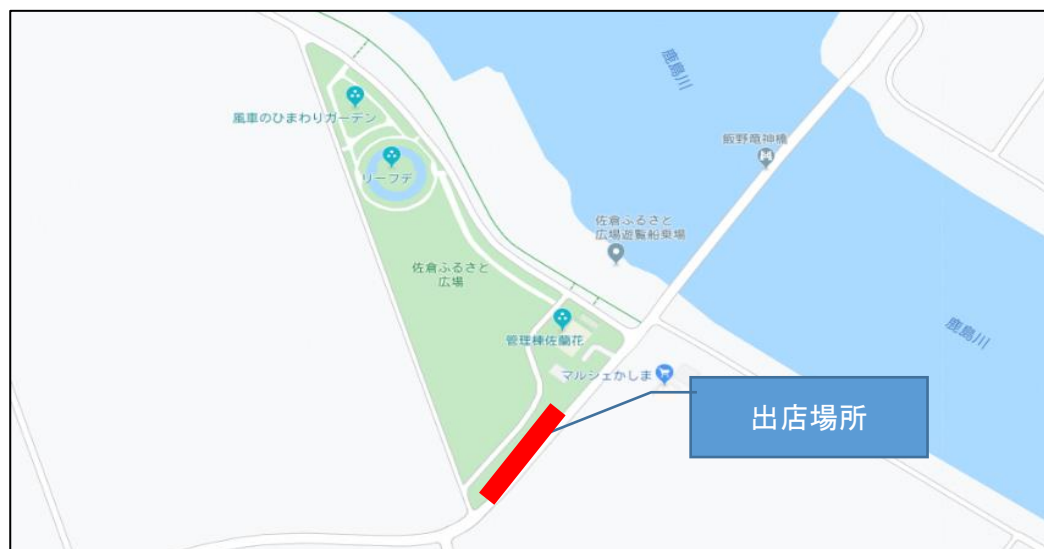 鹿島川
風車のひまわりガーデン
飯野竜神橋
リーフデ
佐倉ふるさと
広場遊覧船乗場
佐倉ふるさと
広場
鹿島川
管理棟佐蘭花
マルシェかしま
出店場所